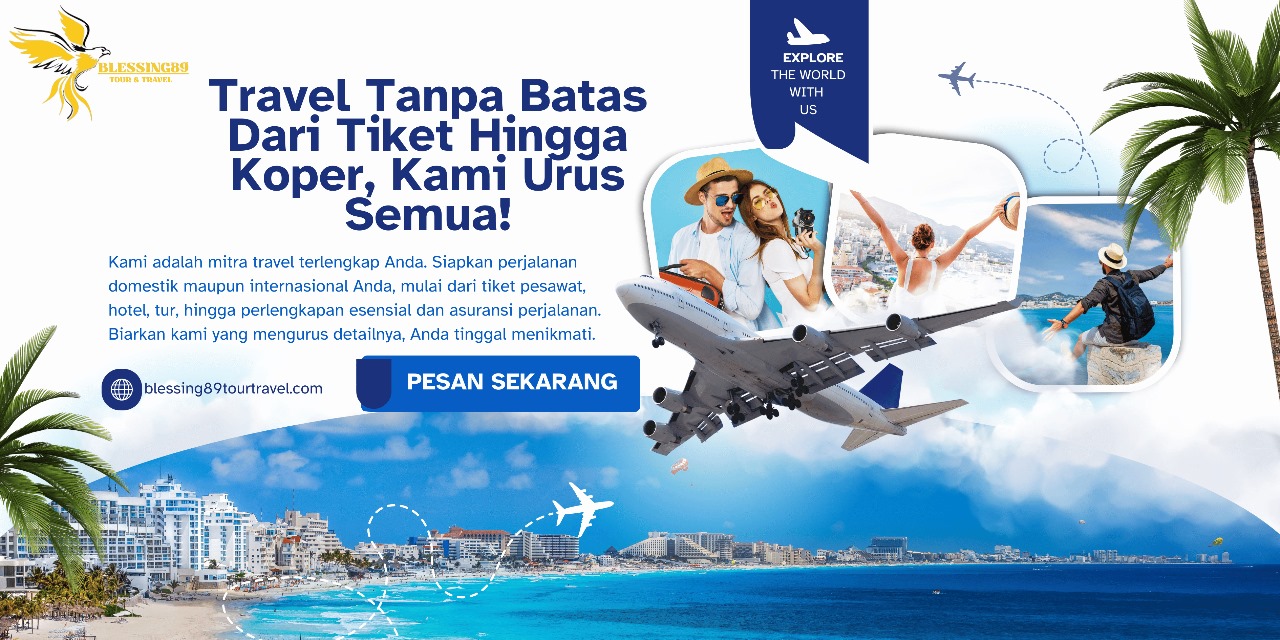 BLESSING89
TOUR & TRAVEL
Travel Tanpa Batas
Dari Tiket Hingga
Koper, Kami Urus
Semua!
Kami adalah mitra travel terlengkap Anda. Siapkan perjalanan
domestik maupun internasional Anda, mulai dari tiket pesawat,
hotel, tur, hingga perlengkapan esensial dan asuransi perjalanan.
Biarkan kami yang mengurus detailnya, Anda tinggal menikmati.
blessing89tourtravel.com
PESAN SEKARANG
EXPLORE
THE WORLD
WITH
US